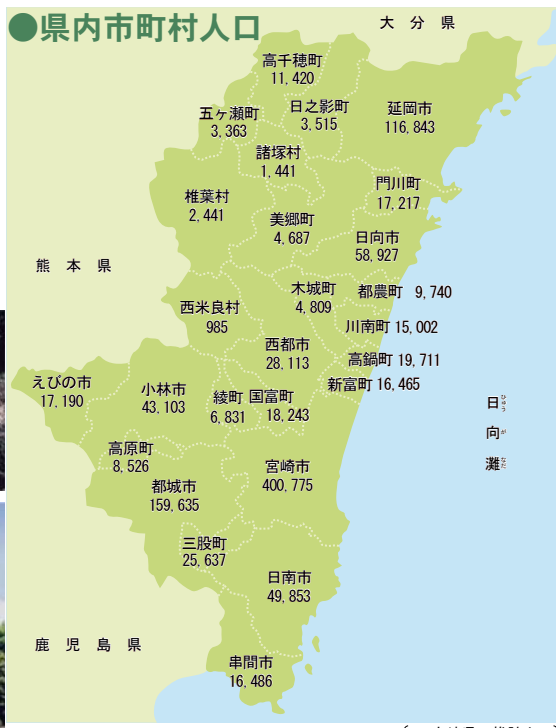 ●県内市町村人口
大分県
高千穂町
11,420
日之影町
3,515
延岡市
116,843
五ヶ瀬町
3,363
諸塚村
1,441
門川町
17,217
椎葉村
2,441
美郷町
4,687
日向市
58,927
熊本県
木城町
4,809
都農町 9,740
西米良村
985
川南町 15,002
西都市
28,113
高鍋町 19,711
新富町 16,465
えびの市
17,190
小林市
43,103
綾町
6,831
国富町
18,243
日向灘
ひゅうがなだ
高原町
8,526
宮崎市
400,775
都城市
159,635
三股町
25,637
日南市
49,853
鹿児島県
串間市
16,486